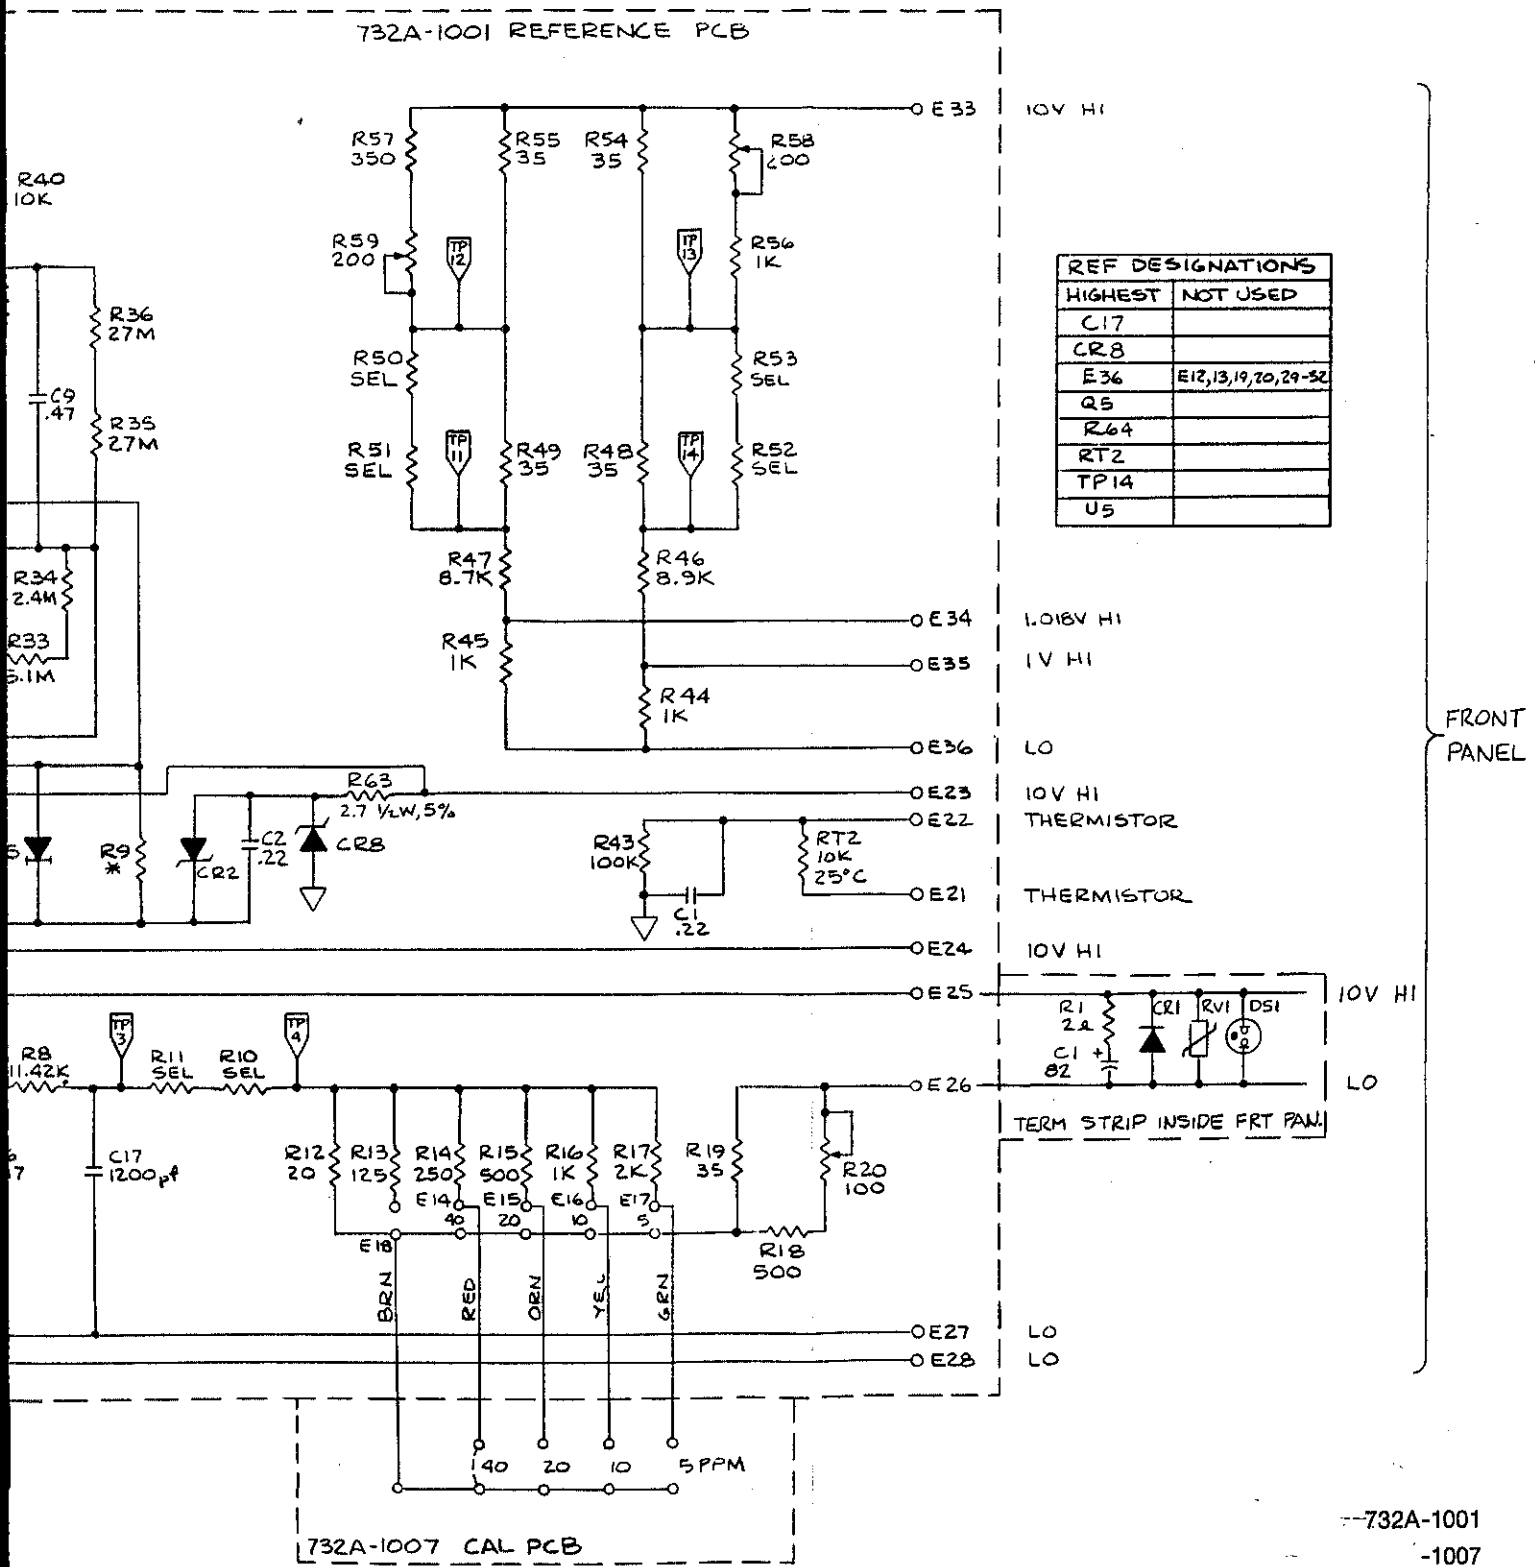 732A-1001 REFERENCE PCB
E33 10V HI
R57
350
R55
35
R54
35
R58
R40
10K
R59
200
TP
12
TP
13
R56
1K
REF DESIGNATIONS
HIGHEST NOT USED
C17
CR8
E36 E12,13,19,20,29-32
Q5
R64
RT2
TP14
U5
R36
27M
R50
SEL
R53
SEL
C9
.47
R35
27M
R51
SEL
TP
11
R49
35
R48
35
TP
14
R52
SEL
R47
8.7K
R46
8.9K
R34
2.4M
E34 1.018V HI
R33
R45
1K
E35 1V HI
R44
1K
E36 LO
FRONT
PANEL
R63
2.7 1/2W, 5%
E23 10V HI
E22 THERMISTOR
R9
*
CR2
C2
.22
CR8
R43
100K
C1
.22
RT2
10K
25°C
E21 THERMISTOR
E24 10V HI
E25
R1
2Ω
CR1
RV1
DS1
10V HI
TP
3
TP
4
R8
11.42K
R11
SEL
R10
SEL
C1 +
82
E26
LO
TERM STRIP INSIDE FRT PAN.
C17
1200pf
R12
20
R13
125
R14
250
R15
500
R16
1K
R17
2K
R19
35
R20
100
E14
40
E15
20
E16
10
E17
5
E18
R18
500
BRN
RED
ORN
YEL
GRN
E27 LO
E28 LO
40 20 10 5PPM
732A-1007 CAL PCB
732A-1001
-1007